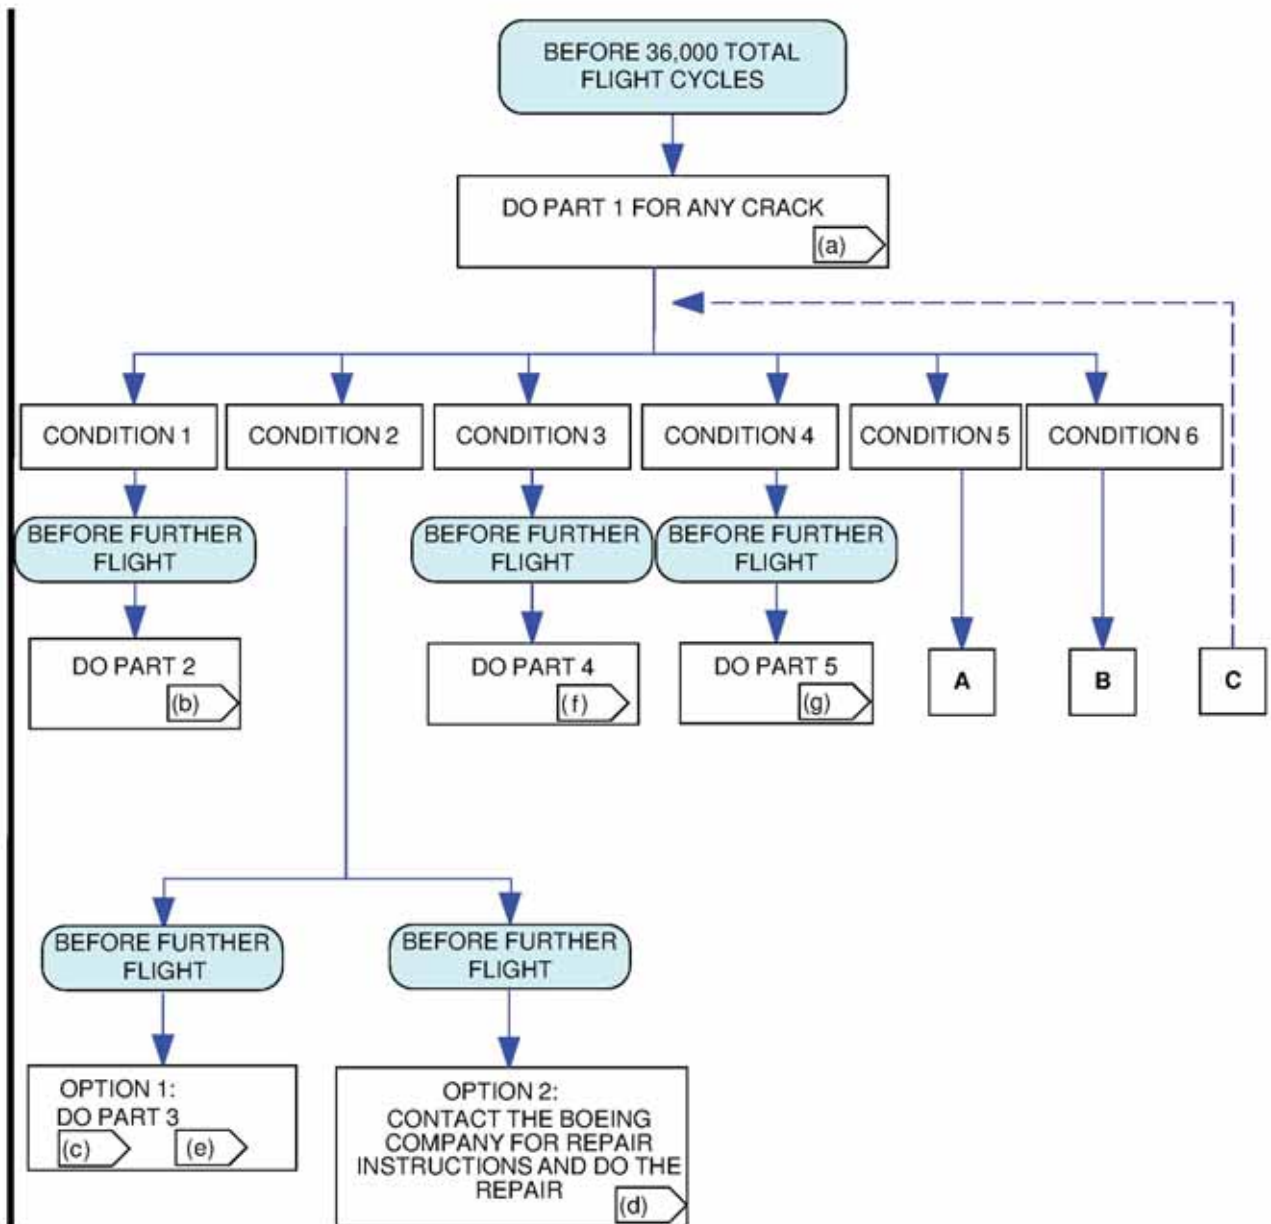 BEFORE 36,000 TOTAL
FLIGHT CYCLES
DO PART 1 FOR ANY CRACK
(a)
CONDITION 1
CONDITION 2
CONDITION 3
CONDITION 4
CONDITION 5
CONDITION 6
BEFORE FURTHER
FLIGHT
BEFORE FURTHER
FLIGHT
BEFORE FURTHER
FLIGHT
DO PART 2
(b)
DO PART 4
(f)
DO PART 5
(g)
A
B
C
BEFORE FURTHER
FLIGHT
BEFORE FURTHER
FLIGHT
OPTION 1:
DO PART 3
(c)
(e)
OPTION 2:
CONTACT THE BOEING
COMPANY FOR REPAIR
INSTRUCTIONS AND DO THE
REPAIR
(d)